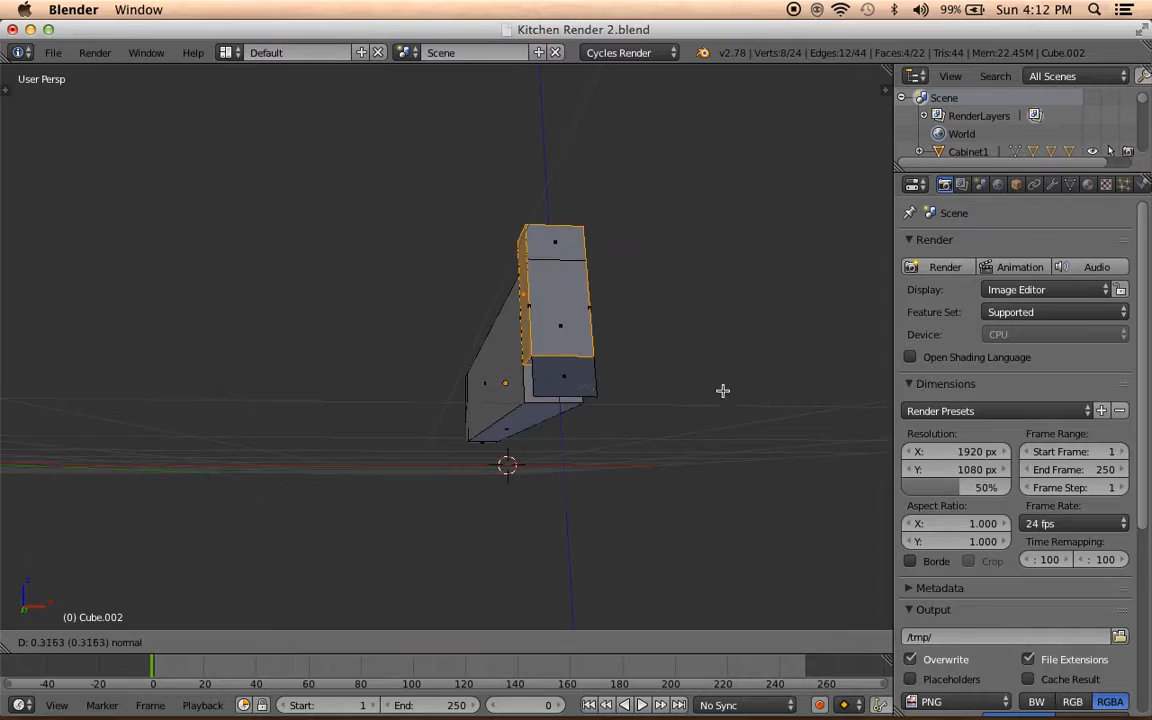 Blender Window 99% Sun 4:12 PM
Kitchen Render 2.blend
File Render Window Help Default Scene Cycles Render v2.78 | Verts:8/24 | Edges:12/44 | Faces:4/22 | Tris:44 | Mem:22.45M | Cube.002
User Persp
View Search All Scenes
Scene
RenderLayers
World
Cabinet1
Scene
Render
Render Animation Audio
Display: Image Editor
Feature Set: Supported
Device: CPU
Open Shading Language
Dimensions
Render Presets
Resolution: Frame Range:
X: 1920 px Start Frame: 1
Y: 1080 px End Frame: 250
50% Frame Step: 1
Aspect Ratio: Frame Rate:
X: 1.000 24 fps
Y: 1.000 Time Remapping:
Borde Crop : 100 : 100
Metadata
Output
/tmp/
Overwrite File Extensions
Placeholders Cache Result
PNG BW RGB RGBA
(0) Cube.002
D: 0.3163 (0.3163) normal
-40 -20 0 20 40 60 80 100 120 140 160 180 200 220 240 260
View Marker Frame Playback Start: 1 End: 250 0 No Sync